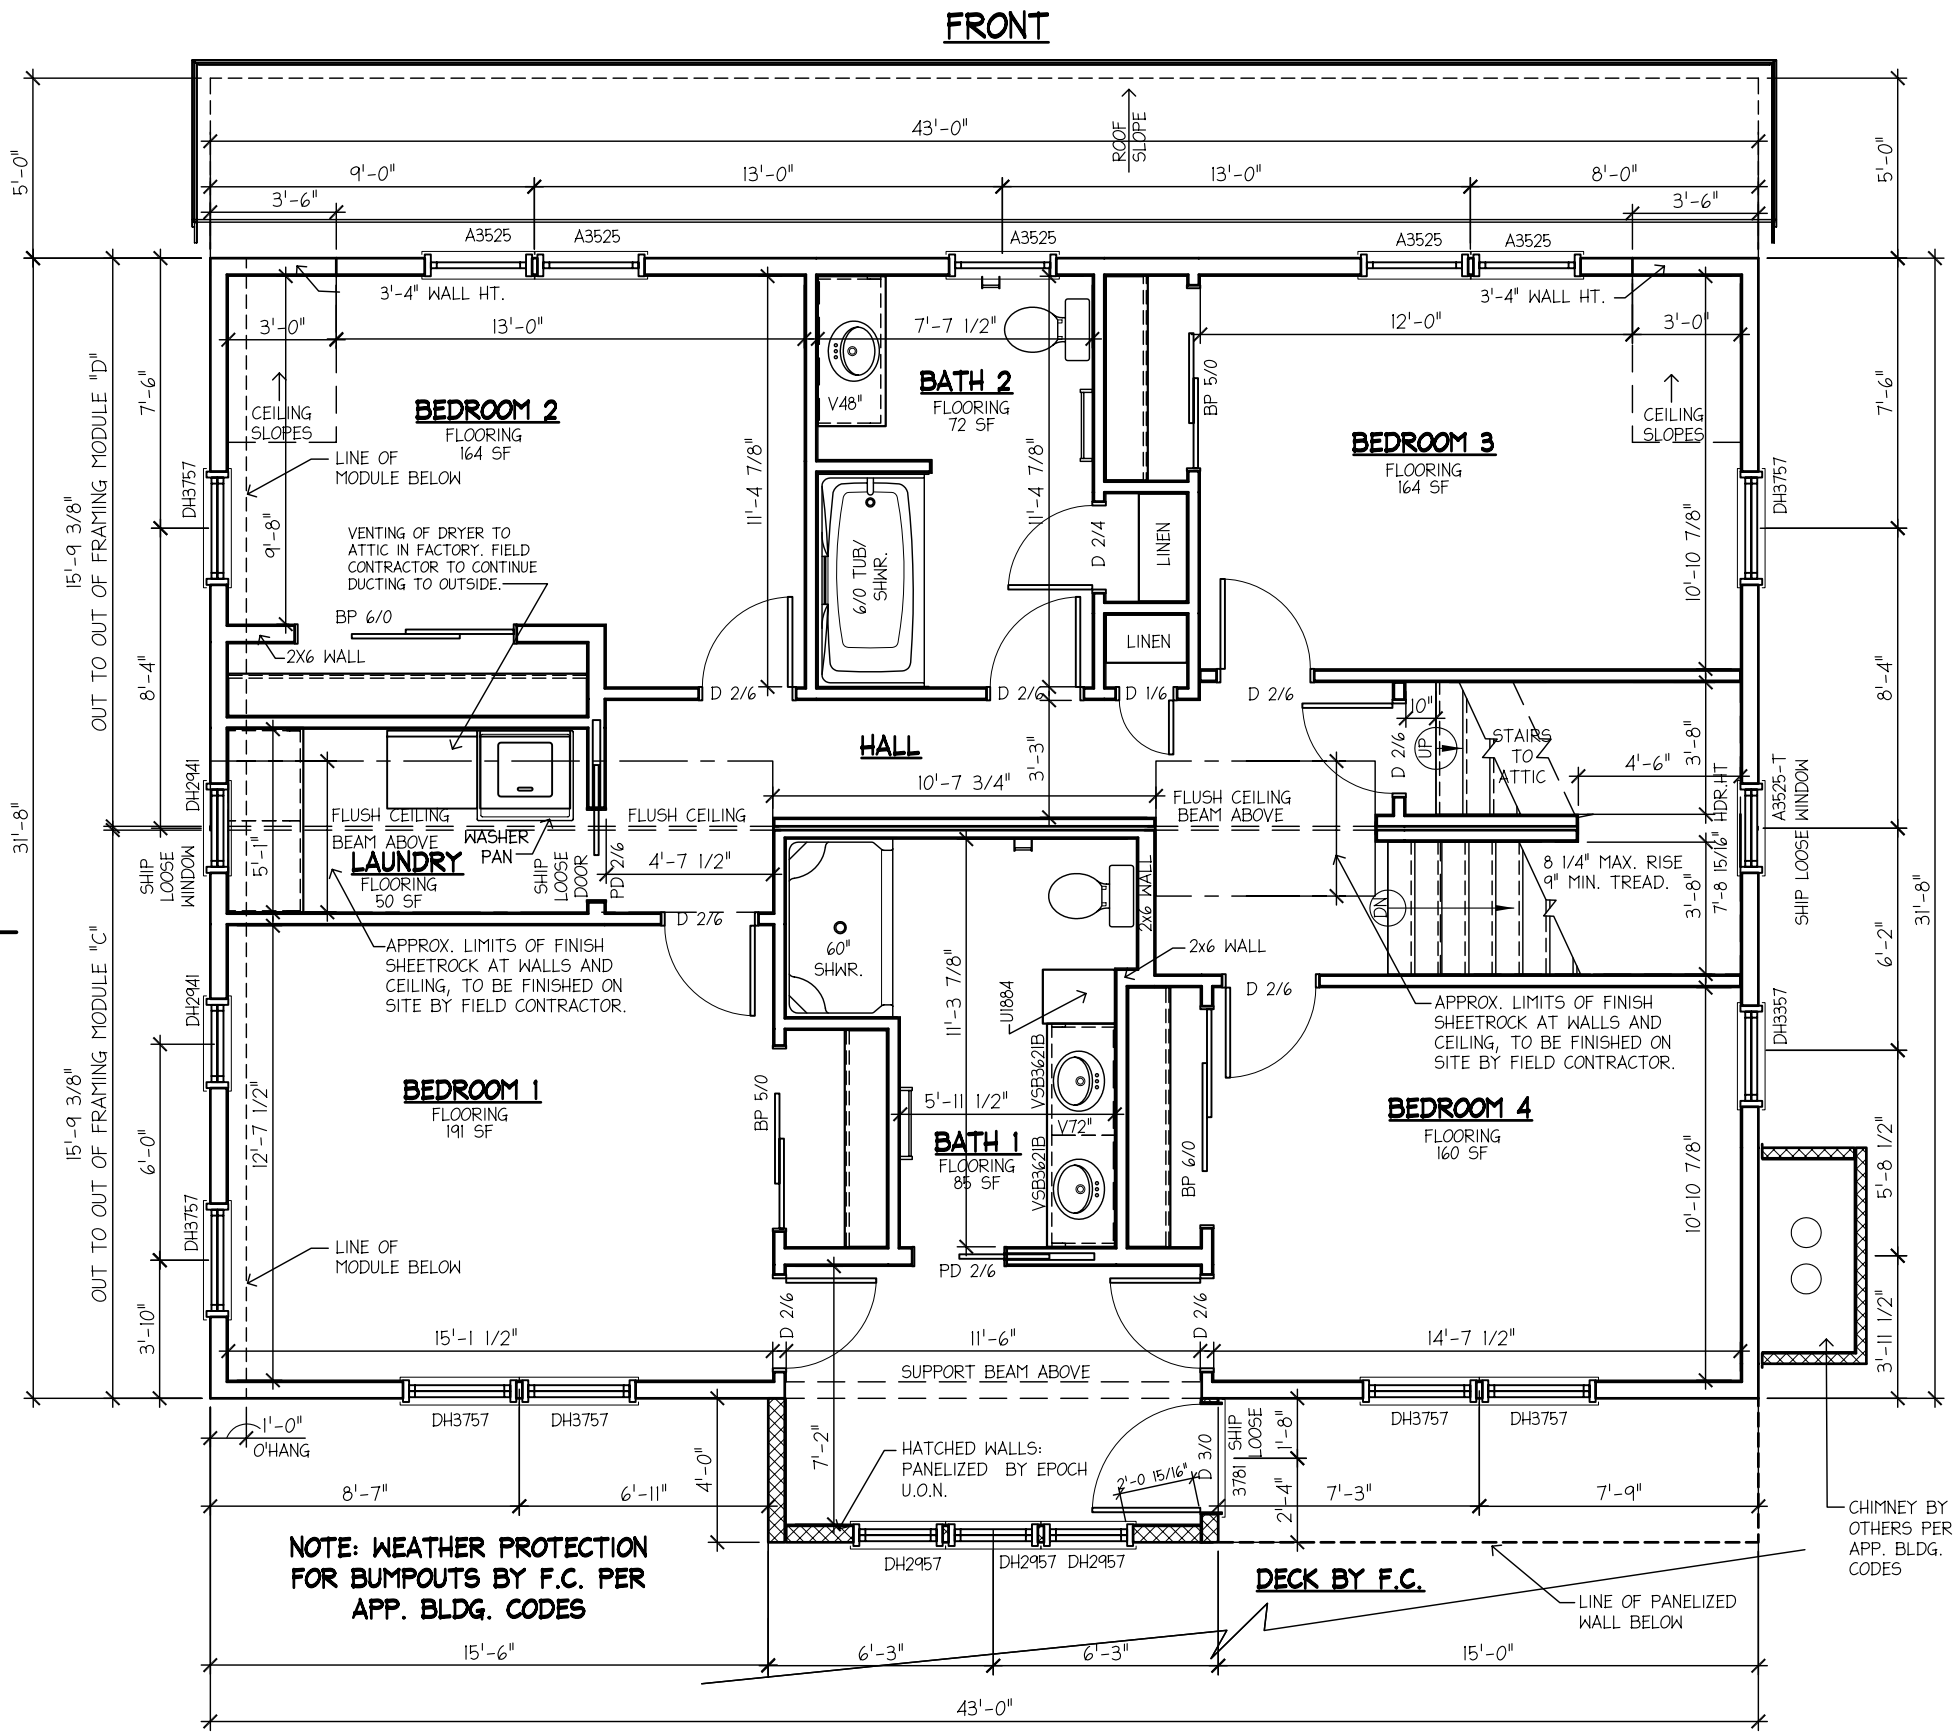 FRONT
43'-0"
ROOF
SLOPE
5'-0"
5'-0"
9'-0"
13'-0"
13'-0"
8'-0"
3'-6"
3'-6"
A3525
A3525
A3525
A3525
A3525
3'-4" WALL HT.
3'-4" WALL HT.
3'-0"
13'-0"
7'-7 1/2"
12'-0"
3'-0"
7'-6"
7'-6"
CEILING
SLOPES
BEDROOM 2
FLOORING
164 SF
V48"
BATH 2
FLOORING
72 SF
BP 5/0
BEDROOM 3
FLOORING
164 SF
CEILING
SLOPES
LINE OF
MODULE BELOW
DH3757
DH3757
15'-9 3/8"
OUT TO OUT OF FRAMING MODULE "D"
9'-8"
11'-4 7/8"
11'-4 7/8"
10'-10 7/8"
VENTING OF DRYER TO
ATTIC IN FACTORY. FIELD
CONTRACTOR TO CONTINUE
DUCTING TO OUTSIDE.
6/0 TUB/
SHWR.
D 2/4
LINEN
BP 6/0
2X6 WALL
LINEN
8'-4"
8'-4"
D 2/6
D 2/6
D 1/6
D 2/6
10"
UP
D 2/6
STAIRS
TO
ATTIC
3'-8"
4'-6"
HALL
3'-3"
10'-7 3/4"
DH2941
FLUSH CEILING
BEAM ABOVE
FLUSH CEILING
FLUSH CEILING
BEAM ABOVE
WASHER
PAN
31'-8"
SHIP
LOOSE
WINDOW
5'-1"
LAUNDRY
FLOORING
50 SF
SHIP
LOOSE
DOOR
PD 2/6
4'-7 1/2"
D 2/6
8 1/4" MAX. RISE
9" MIN. TREAD.
3'-8"
7'-8 15/16" HDR.HT
A3525-T
SHIP LOOSE WINDOW
31'-8"
DN
60"
SHWR.
2x6 WALL
2x6 WALL
6'-2"
APPROX. LIMITS OF FINISH
SHEETROCK AT WALLS AND
CEILING, TO BE FINISHED ON
SITE BY FIELD CONTRACTOR.
DH2941
11'-3 7/8"
U1884
D 2/6
APPROX. LIMITS OF FINISH
SHEETROCK AT WALLS AND
CEILING, TO BE FINISHED ON
SITE BY FIELD CONTRACTOR.
DH3357
15'-9 3/8"
OUT TO OUT OF FRAMING MODULE "C"
6'-0"
12'-7 1/2"
BEDROOM 1
FLOORING
191 SF
BP 5/0
5'-11 1/2"
VSB3621B
V72"
VSB3621B
BATH 1
FLOORING
85 SF
BP 6/0
BEDROOM 4
FLOORING
160 SF
10'-10 7/8"
5'-8 1/2"
DH3757
LINE OF
MODULE BELOW
PD 2/6
3'-10"
3'-11 1/2"
D 2/6
D 2/6
15'-1 1/2"
11'-6"
14'-7 1/2"
SUPPORT BEAM ABOVE
DH3757
DH3757
DH3757
DH3757
1'-0"
O'HANG
4'-0"
7'-2"
HATCHED WALLS:
PANELIZED BY EPOCH
U.O.N.
2'-0 15/16"
D 3/0
3781
SHIP
LOOSE
1'-8"
2'-4"
8'-7"
6'-11"
7'-3"
7'-9"
CHIMNEY BY
OTHERS PER
APP. BLDG.
CODES
NOTE: WEATHER PROTECTION
FOR BUMPOUTS BY F.C. PER
APP. BLDG. CODES
DH2957
DH2957
DH2957
DECK BY F.C.
LINE OF PANELIZED
WALL BELOW
15'-6"
6'-3"
6'-3"
15'-0"
43'-0"